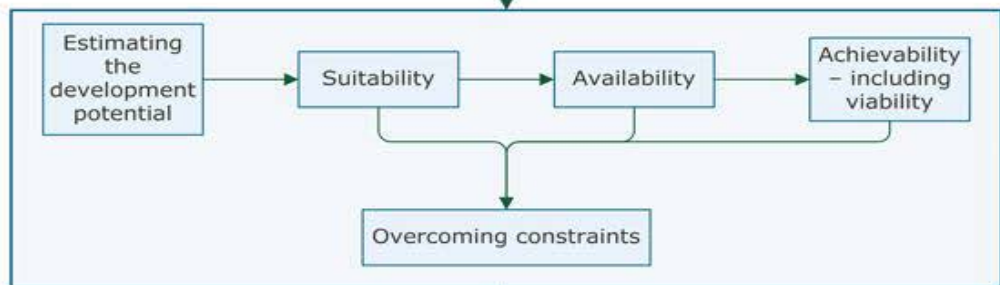 Estimating
the
development
potential
Suitability
Availability
Achievability
– including
viability
Overcoming constraints